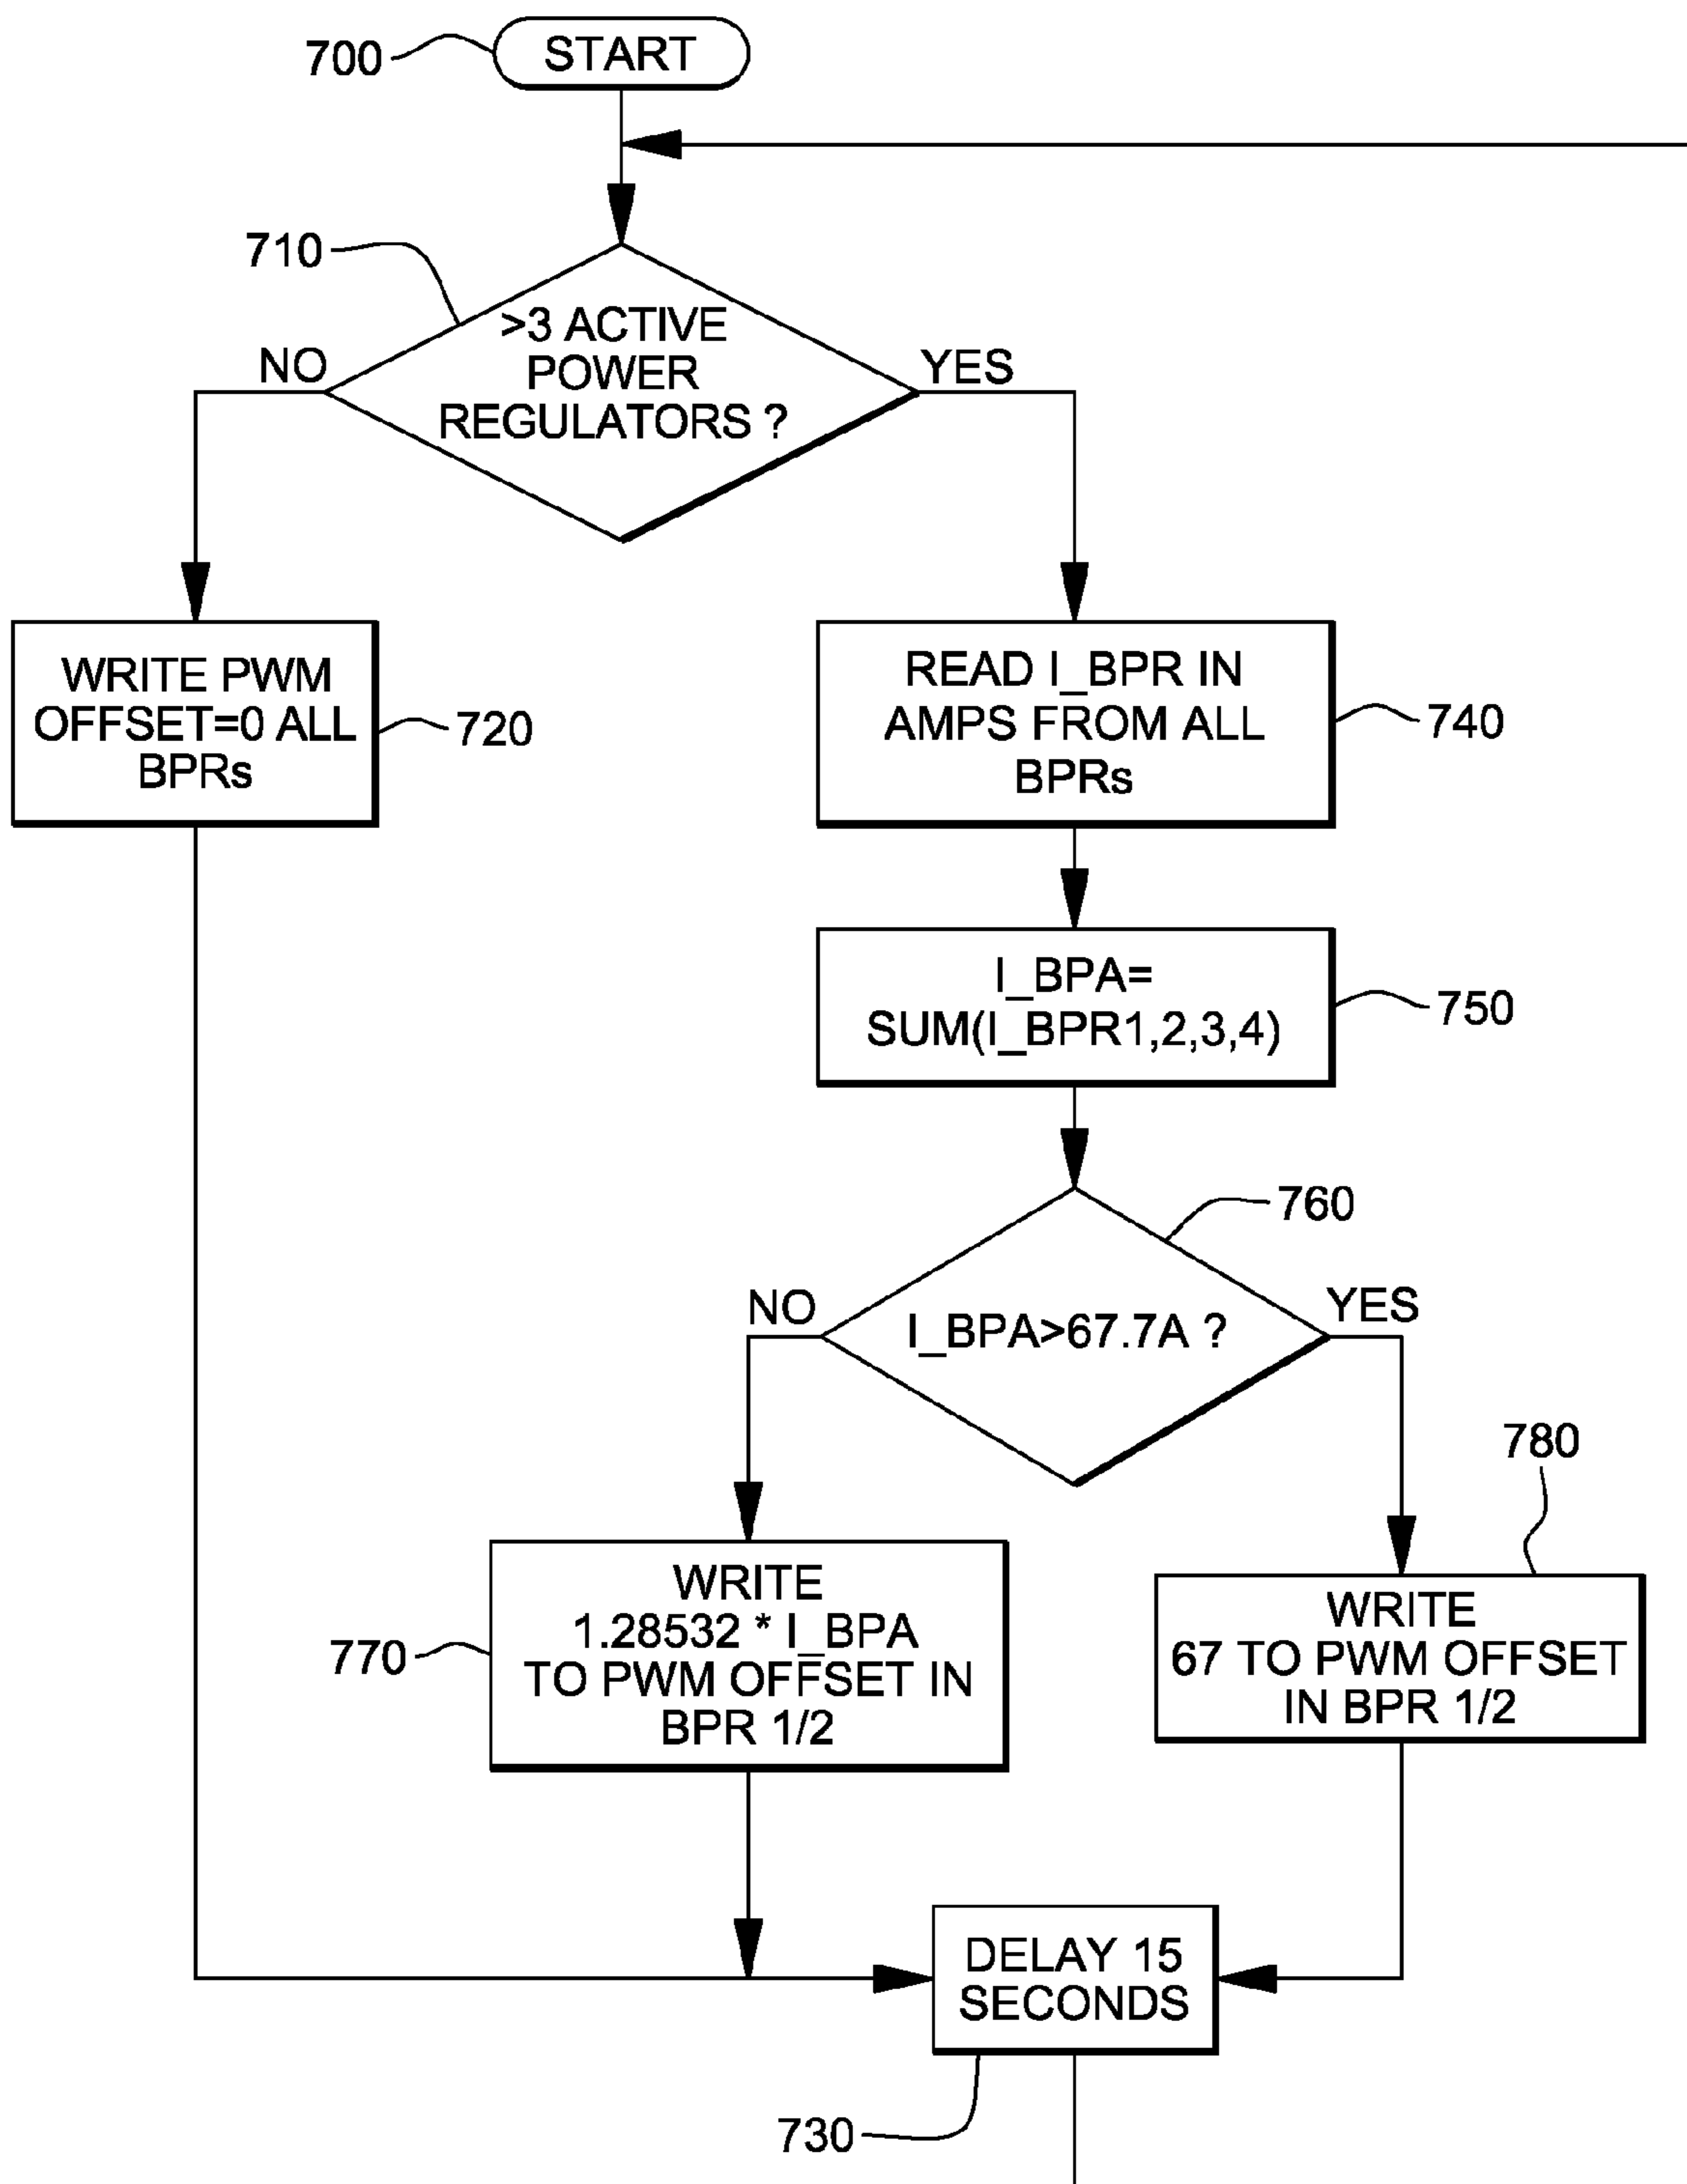 700
START
710
>3 ACTIVE
POWER
REGULATORS ?
NO
YES
WRITE PWM
OFFSET=0 ALL
BPRs
720
READ I_BPR IN
AMPS FROM ALL
BPRs
740
I_BPA=
SUM(I_BPR1,2,3,4)
750
760
I_BPA>67.7A ?
NO
YES
780
WRITE
1.28532 * I_BPA
TO PWM OFFSET IN
BPR 1/2
770
WRITE
67 TO PWM OFFSET
IN BPR 1/2
DELAY 15
SECONDS
730